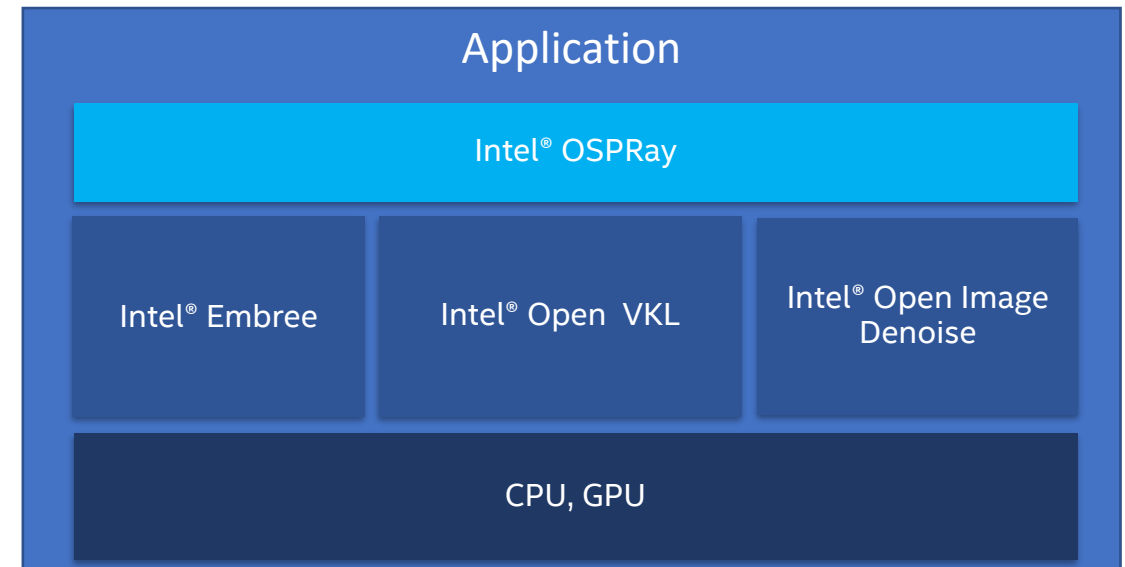 Application
Intel® OSPRay
Intel® Embree
Intel® Open VKL
Intel® Open Image
Denoise
CPU, GPU